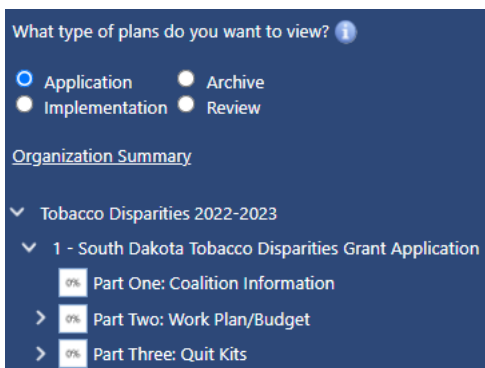 What type of plans do you want to view? i
Application Archive
Implementation Review
Organization Summary
Tobacco Disparities 2022-2023
1 - South Dakota Tobacco Disparities Grant Application
0% Part One: Coalition Information
0% Part Two: Work Plan/Budget
0% Part Three: Quit Kits